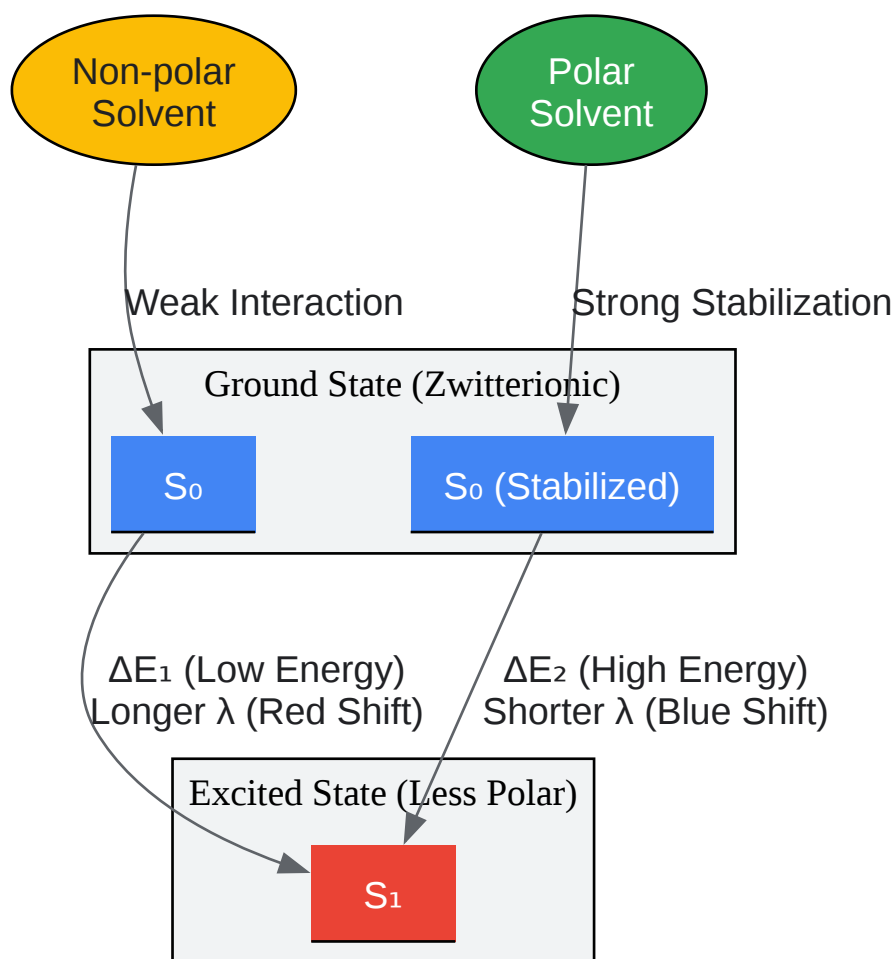 Non-polar
Solvent
Polar
Solvent
Weak Interaction
Strong Stabilization
Ground State (Zwitterionic)
S₀
S₀ (Stabilized)
ΔE₁ (Low Energy)
Longer λ (Red Shift)
ΔE₂ (High Energy)
Shorter λ (Blue Shift)
Excited State (Less Polar)
S₁